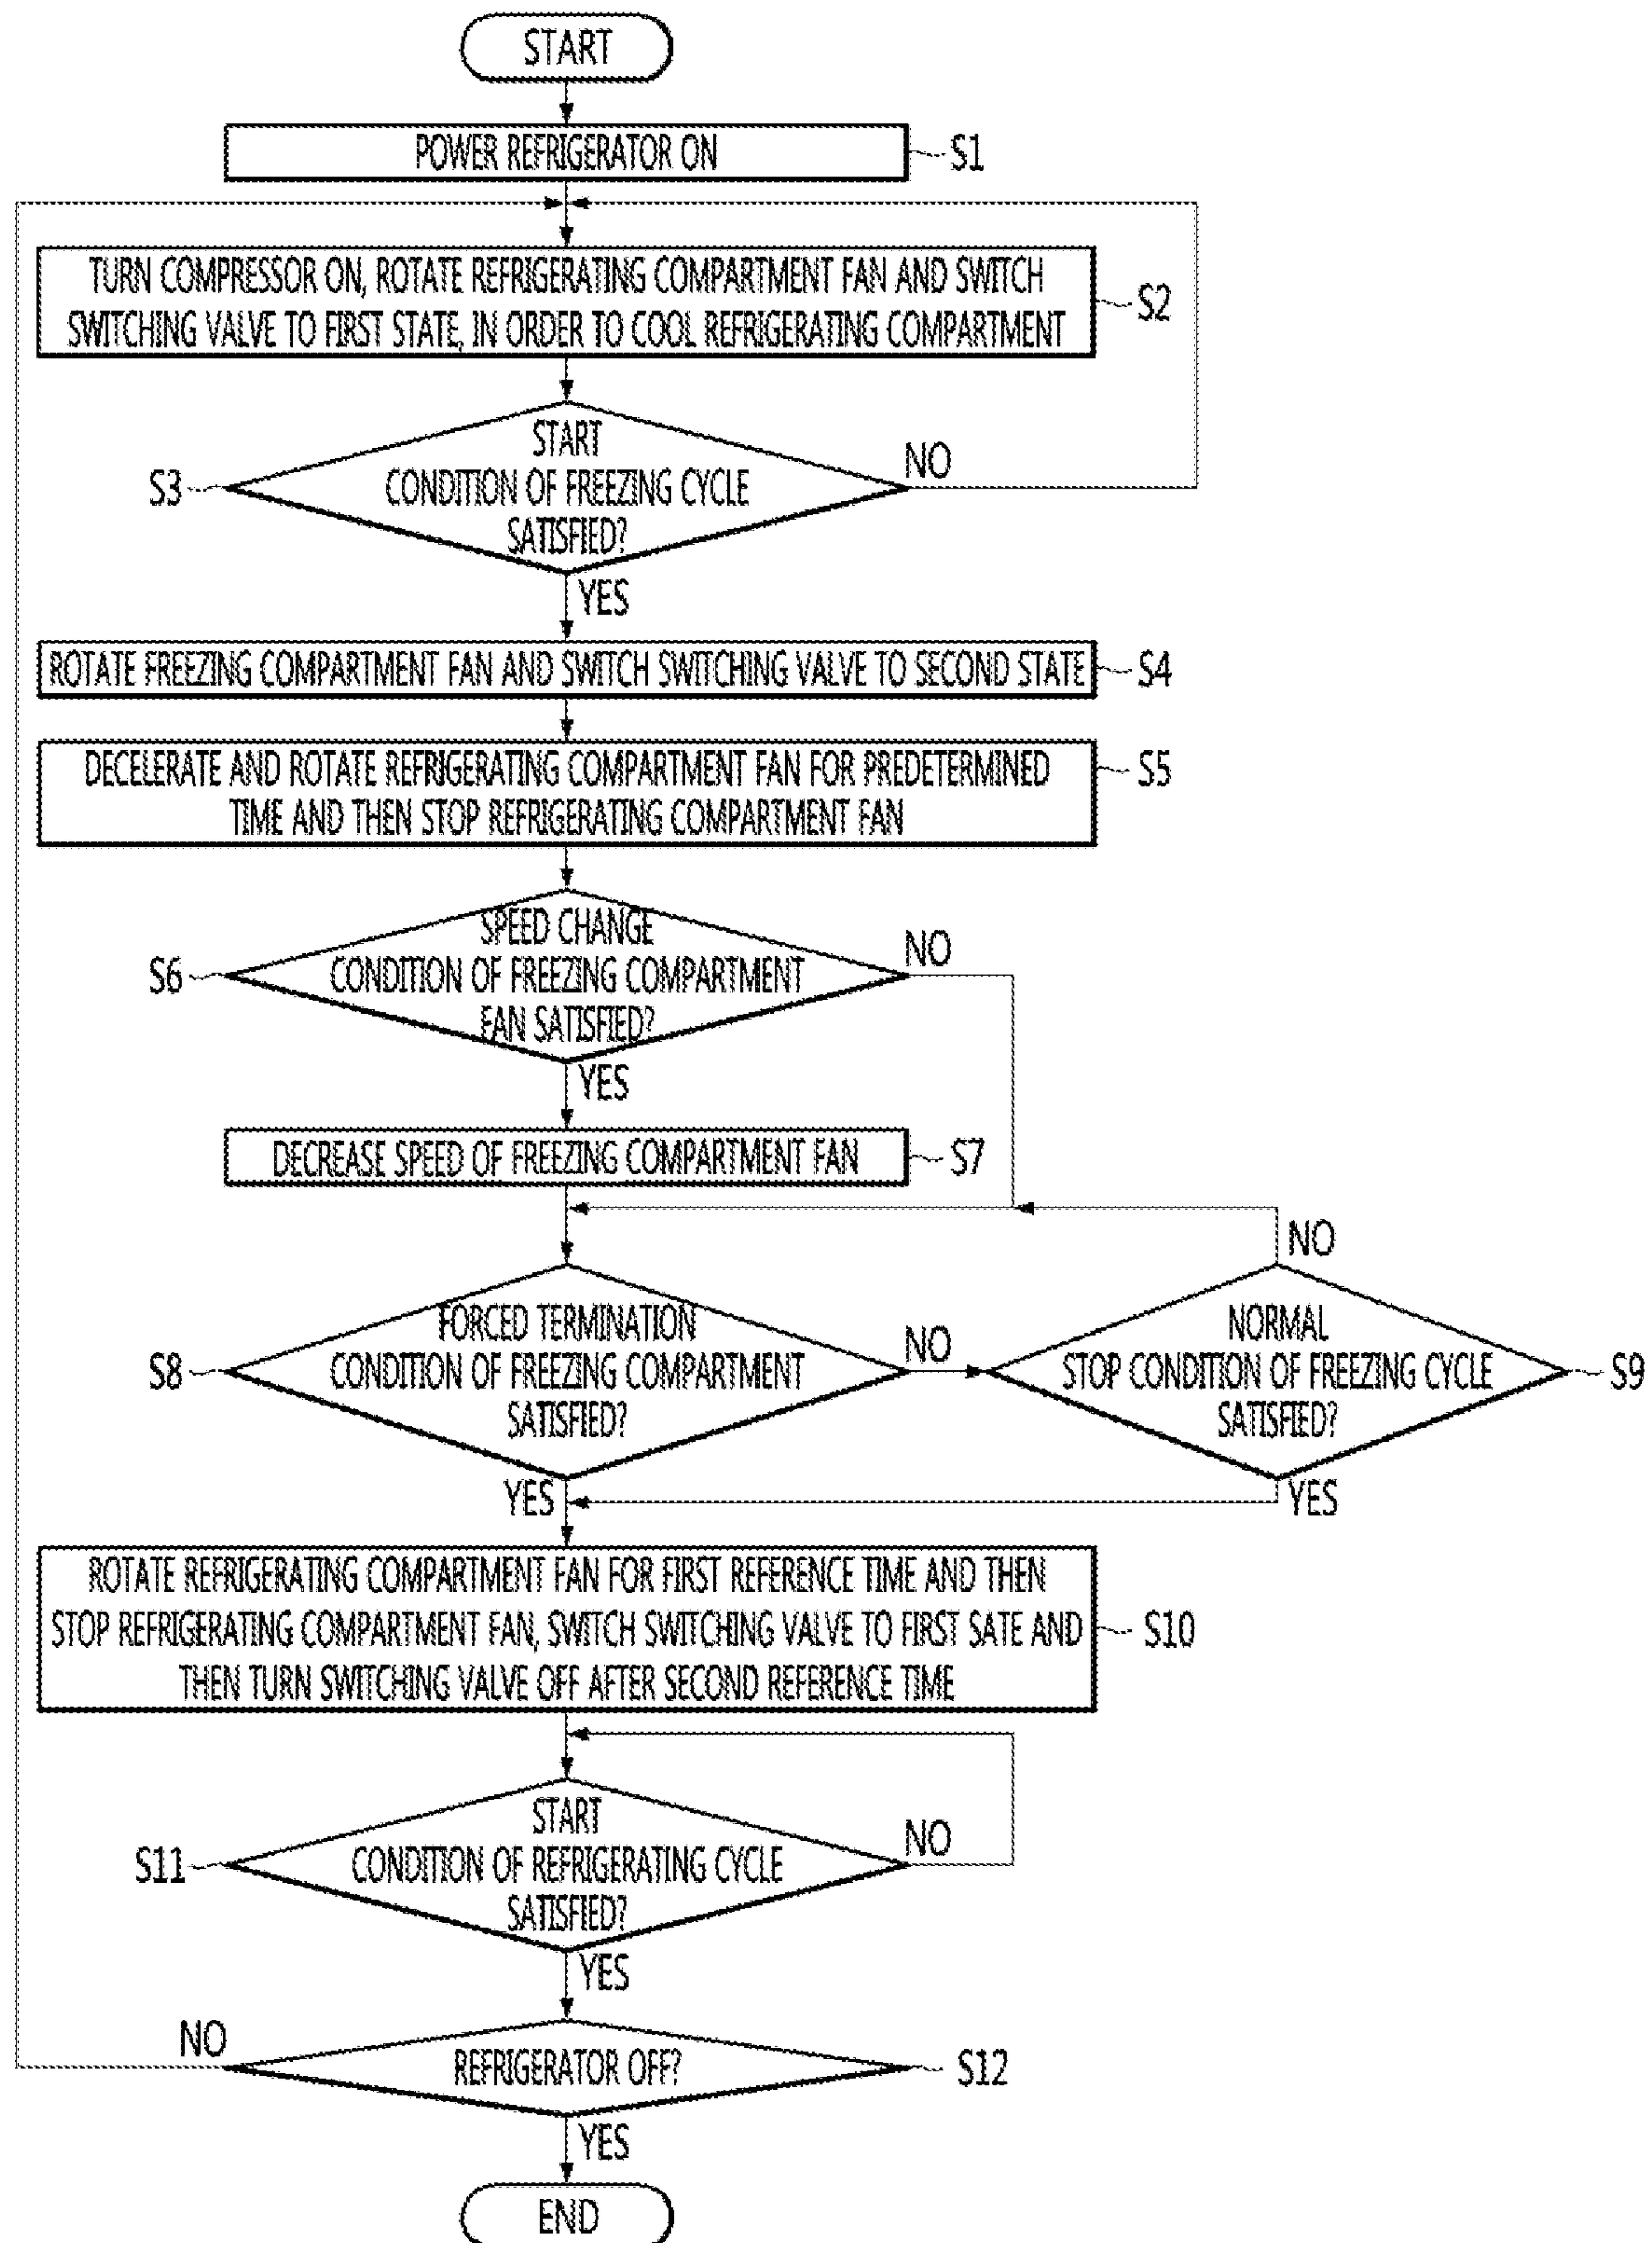 START
POWER REFRIGERATOR ON
S1
TURN COMPRESSOR ON, ROTATE REFRIGERATING COMPARTMENT FAN AND SWITCH
SWITCHING VALVE TO FIRST STATE, IN ORDER TO COOL REFRIGERATING COMPARTMENT
S2
START
CONDITION OF FREEZING CYCLE
SATISFIED?
S3
NO
YES
ROTATE FREEZING COMPARTMENT FAN AND SWITCH SWITCHING VALVE TO SECOND STATE
S4
DECELERATE AND ROTATE REFRIGERATING COMPARTMENT FAN FOR PREDETERMINED
TIME AND THEN STOP REFRIGERATING COMPARTMENT FAN
S5
SPEED CHANGE
CONDITION OF FREEZING COMPARTMENT
FAN SATISFIED?
S6
NO
YES
DECREASE SPEED OF FREEZING COMPARTMENT FAN
S7
FORCED TERMINATION
CONDITION OF FREEZING COMPARTMENT
SATISFIED?
S8
NO
YES
NORMAL
STOP CONDITION OF FREEZING CYCLE
SATISFIED?
S9
NO
YES
ROTATE REFRIGERATING COMPARTMENT FAN FOR FIRST REFERENCE TIME AND THEN
STOP REFRIGERATING COMPARTMENT FAN, SWITCH SWITCHING VALVE TO FIRST SATE AND
THEN TURN SWITCHING VALVE OFF AFTER SECOND REFERENCE TIME
S10
START
CONDITION OF REFRIGERATING CYCLE
SATISFIED?
S11
NO
YES
REFRIGERATOR OFF?
S12
NO
YES
END